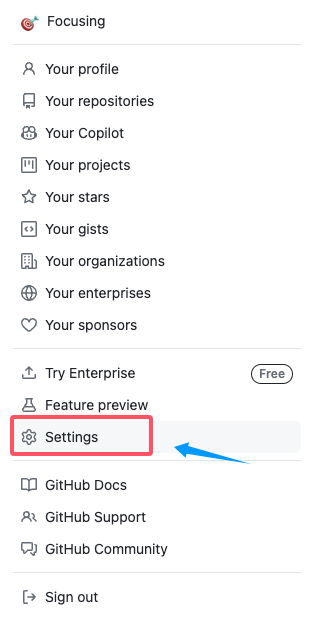 Focusing
Your profile
Your repositories
Your Copilot
Your projects
Your stars
Your gists
Your organizations
Your enterprises
Your sponsors
Try Enterprise Free
Feature preview
Settings
GitHub Docs
GitHub Support
GitHub Community
Sign out